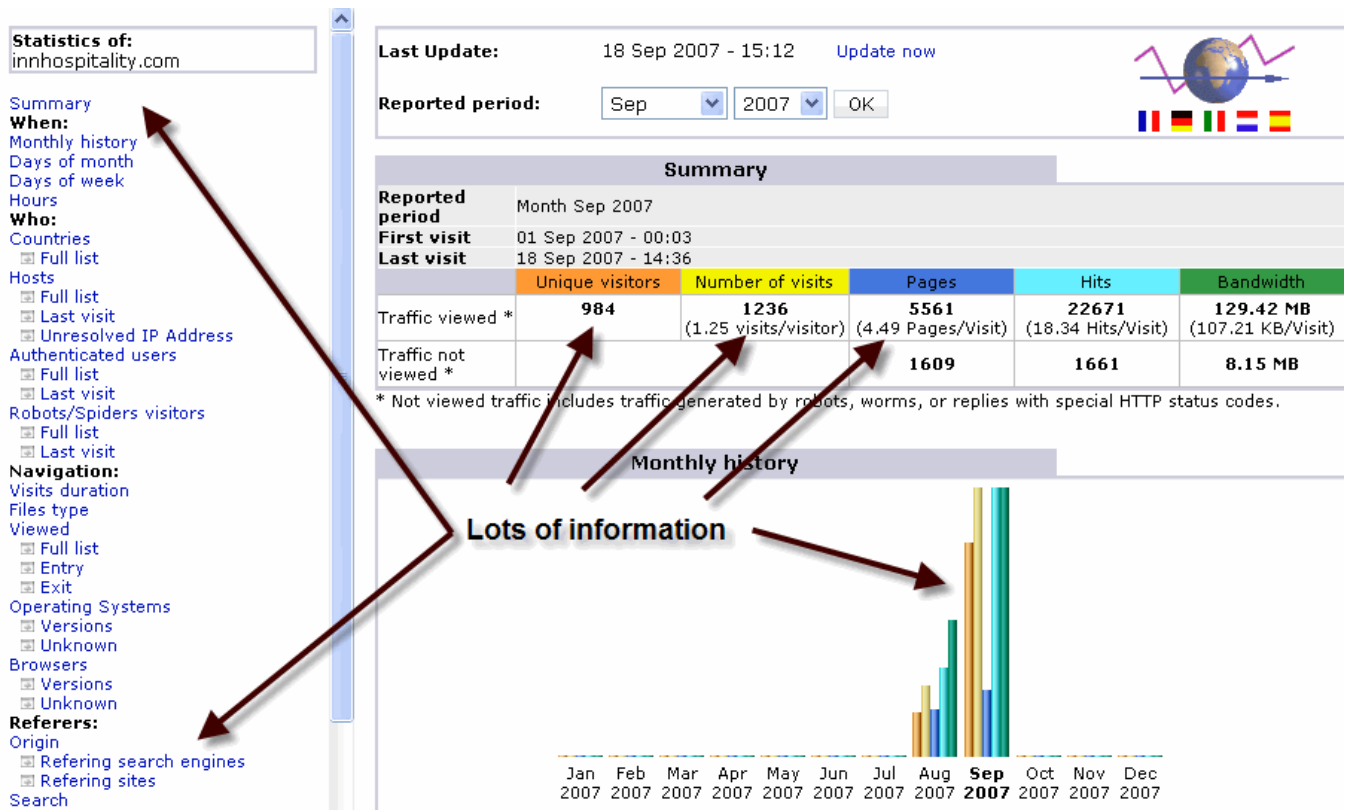 Statistics of:
innhospitality.com
Summary
When:
Monthly history
Days of month
Days of week
Hours
Who:
Countries
Full list
Hosts
Full list
Last visit
Unresolved IP Address
Authenticated users
Full list
Last visit
Robots/Spiders visitors
Full list
Last visit
Navigation:
Visits duration
Files type
Viewed
Full list
Entry
Exit
Operating Systems
Versions
Unknown
Browsers
Versions
Unknown
Referers:
Origin
Refering search engines
Refering sites
Search
Last Update: 18 Sep 2007 - 15:12 Update now
Reported period: Sep 2007 OK
Summary
Reported period Month Sep 2007
First visit 01 Sep 2007 - 00:03
Last visit 18 Sep 2007 - 14:36
Unique visitors Number of visits Pages Hits Bandwidth
Traffic viewed * 984 1236 5561 22671 129.42 MB
(1.25 visits/visitor) (4.49 Pages/Visit) (18.34 Hits/Visit) (107.21 KB/Visit)
Traffic not viewed * 1609 1661 8.15 MB
* Not viewed traffic includes traffic generated by robots, worms, or replies with special HTTP status codes.
Monthly history
Lots of information
Jan Feb Mar Apr May Jun Jul Aug Sep Oct Nov Dec
2007 2007 2007 2007 2007 2007 2007 2007 2007 2007 2007 2007